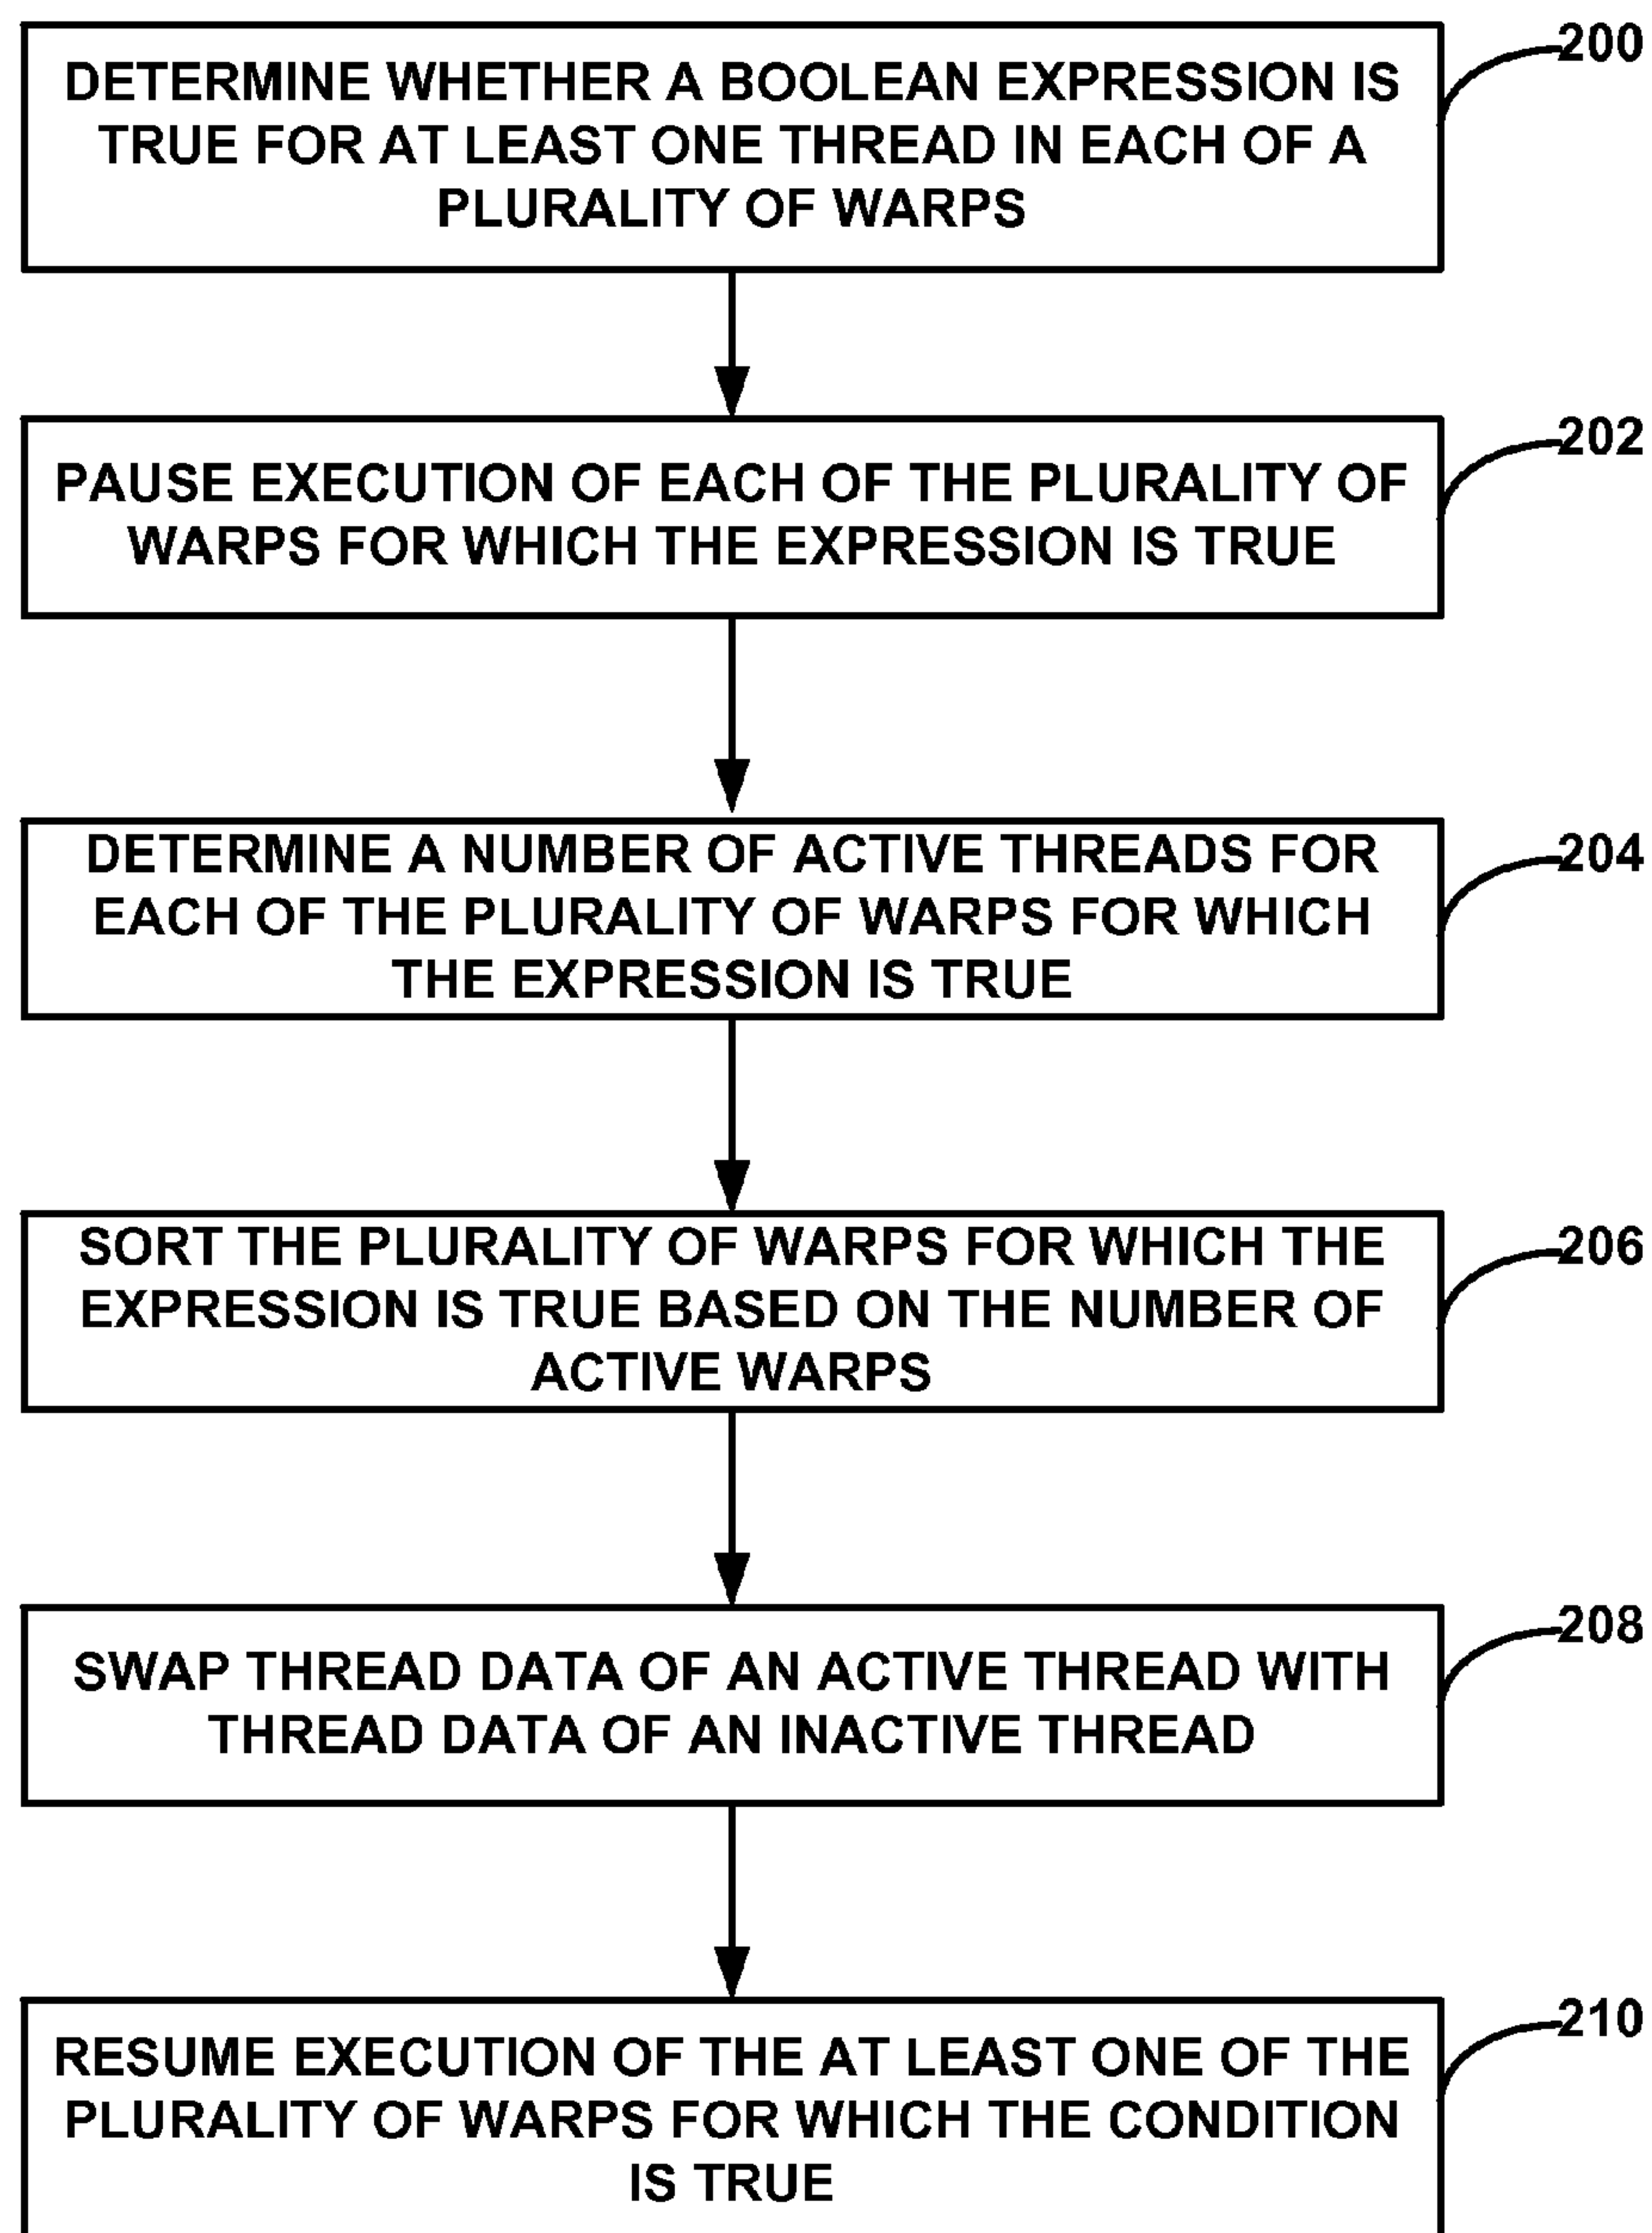 200
DETERMINE WHETHER A BOOLEAN EXPRESSION IS
TRUE FOR AT LEAST ONE THREAD IN EACH OF A
PLURALITY OF WARPS
202
PAUSE EXECUTION OF EACH OF THE PLURALITY OF
WARPS FOR WHICH THE EXPRESSION IS TRUE
204
DETERMINE A NUMBER OF ACTIVE THREADS FOR
EACH OF THE PLURALITY OF WARPS FOR WHICH
THE EXPRESSION IS TRUE
206
SORT THE PLURALITY OF WARPS FOR WHICH THE
EXPRESSION IS TRUE BASED ON THE NUMBER OF
ACTIVE WARPS
208
SWAP THREAD DATA OF AN ACTIVE THREAD WITH
THREAD DATA OF AN INACTIVE THREAD
210
RESUME EXECUTION OF THE AT LEAST ONE OF THE
PLURALITY OF WARPS FOR WHICH THE CONDITION
IS TRUE